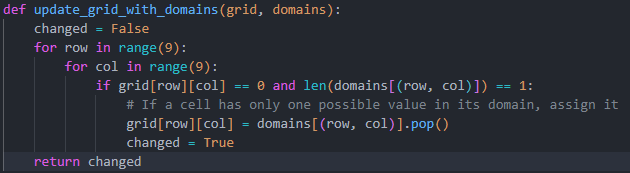 def update_grid_with_domains(grid, domains):
    changed = False
    for row in range(9):
        for col in range(9):
            if grid[row][col] == 0 and len(domains[(row, col)]) == 1:
                # If a cell has only one possible value in its domain, assign it
                grid[row][col] = domains[(row, col)].pop()
                changed = True
    return changed